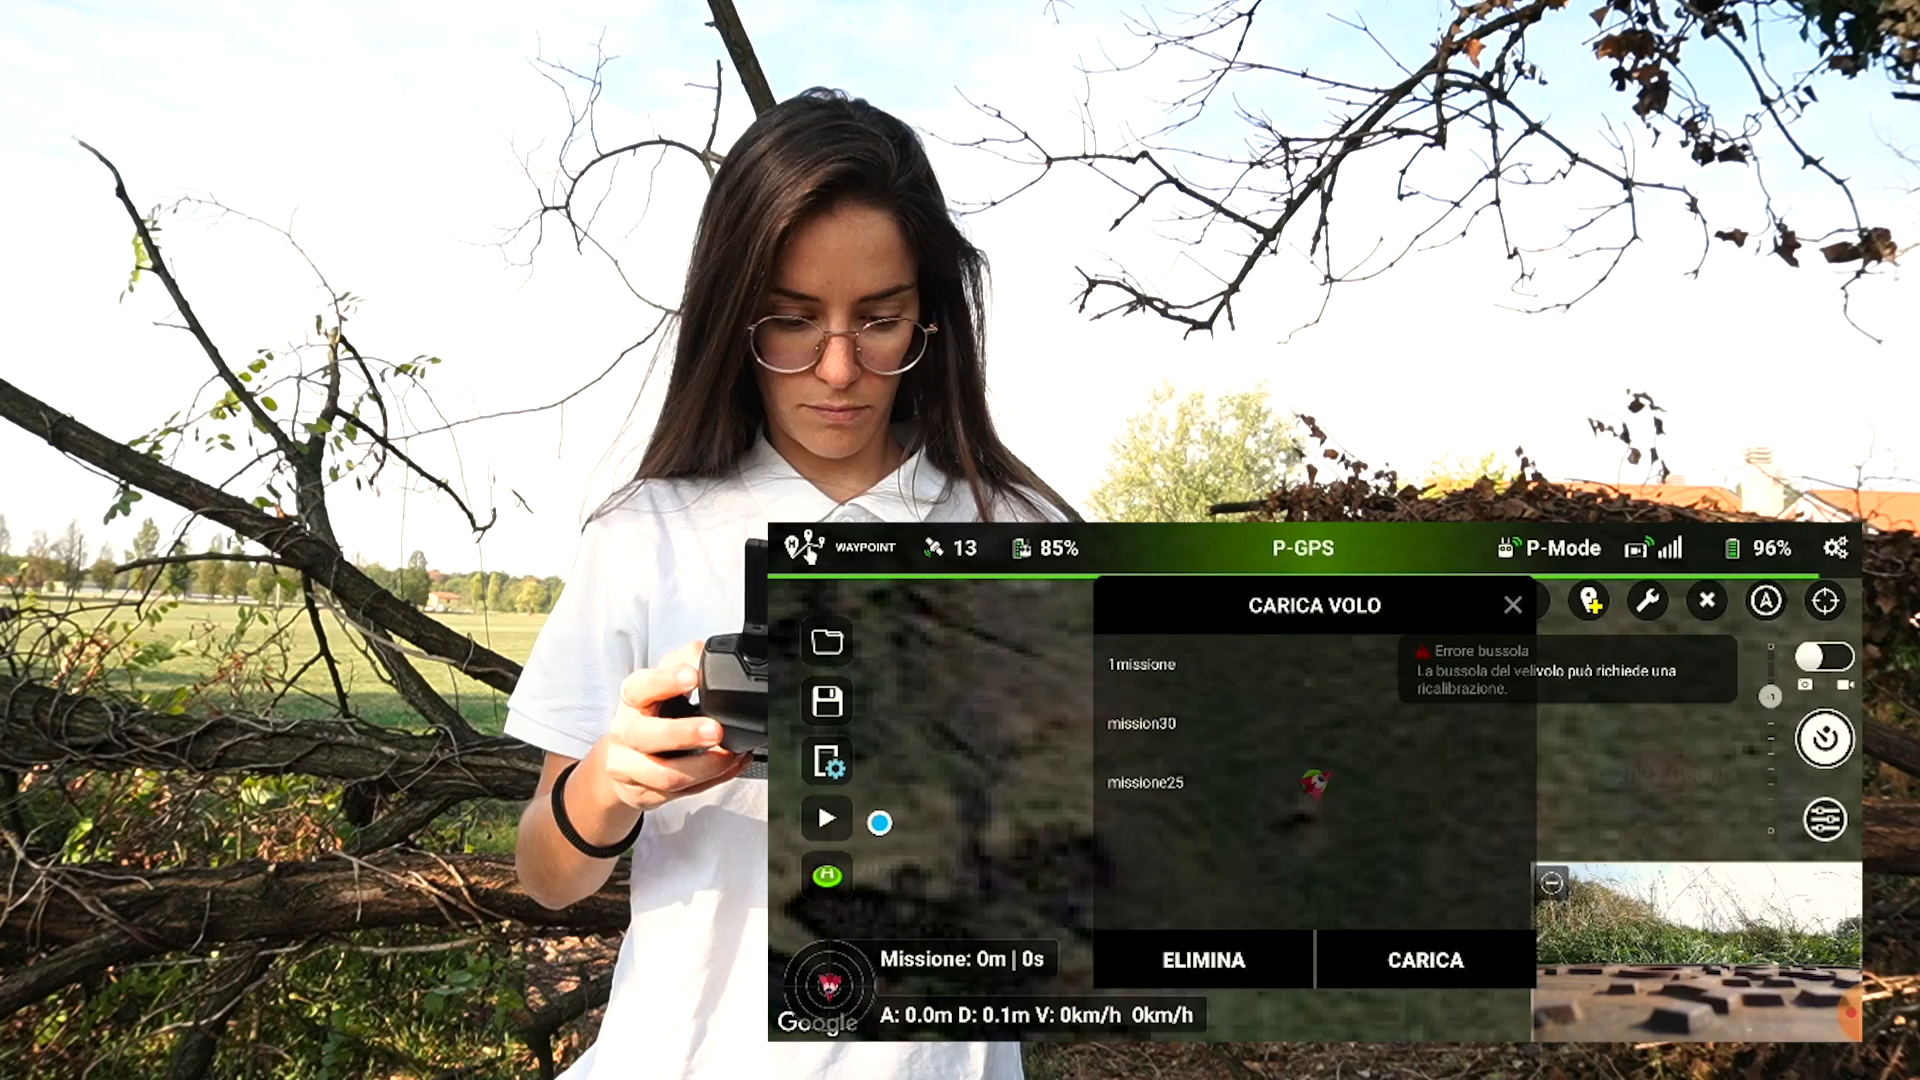 WAYPOINT
13
85%
P-GPS
P-Mode
96%
CARICA VOLO
A
1missione
Errore bussola
La bussola del velivolo può richiede una
ricalibrazione.
-1
mission30
missione25
H
ELIMINA
CARICA
Missione: 0m | 0s
A: 0.0m D: 0.1m V: 0km/h 0km/h
Google